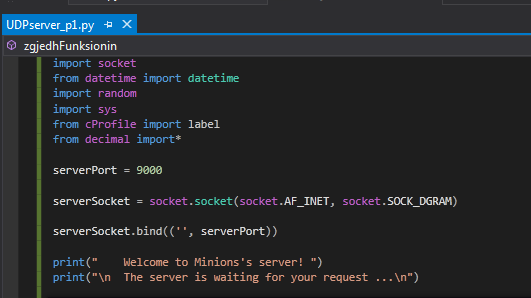 UDPserver_p1.py
zgjedhFunksionin
import socket
from datetime import datetime
import random
import sys
from cProfile import label
from decimal import*
serverPort = 9000
serverSocket = socket.socket(socket.AF_INET, socket.SOCK_DGRAM)
serverSocket.bind(('', serverPort))
print("    Welcome to Minions's server! ")
print("\n  The server is waiting for your request ...\n")